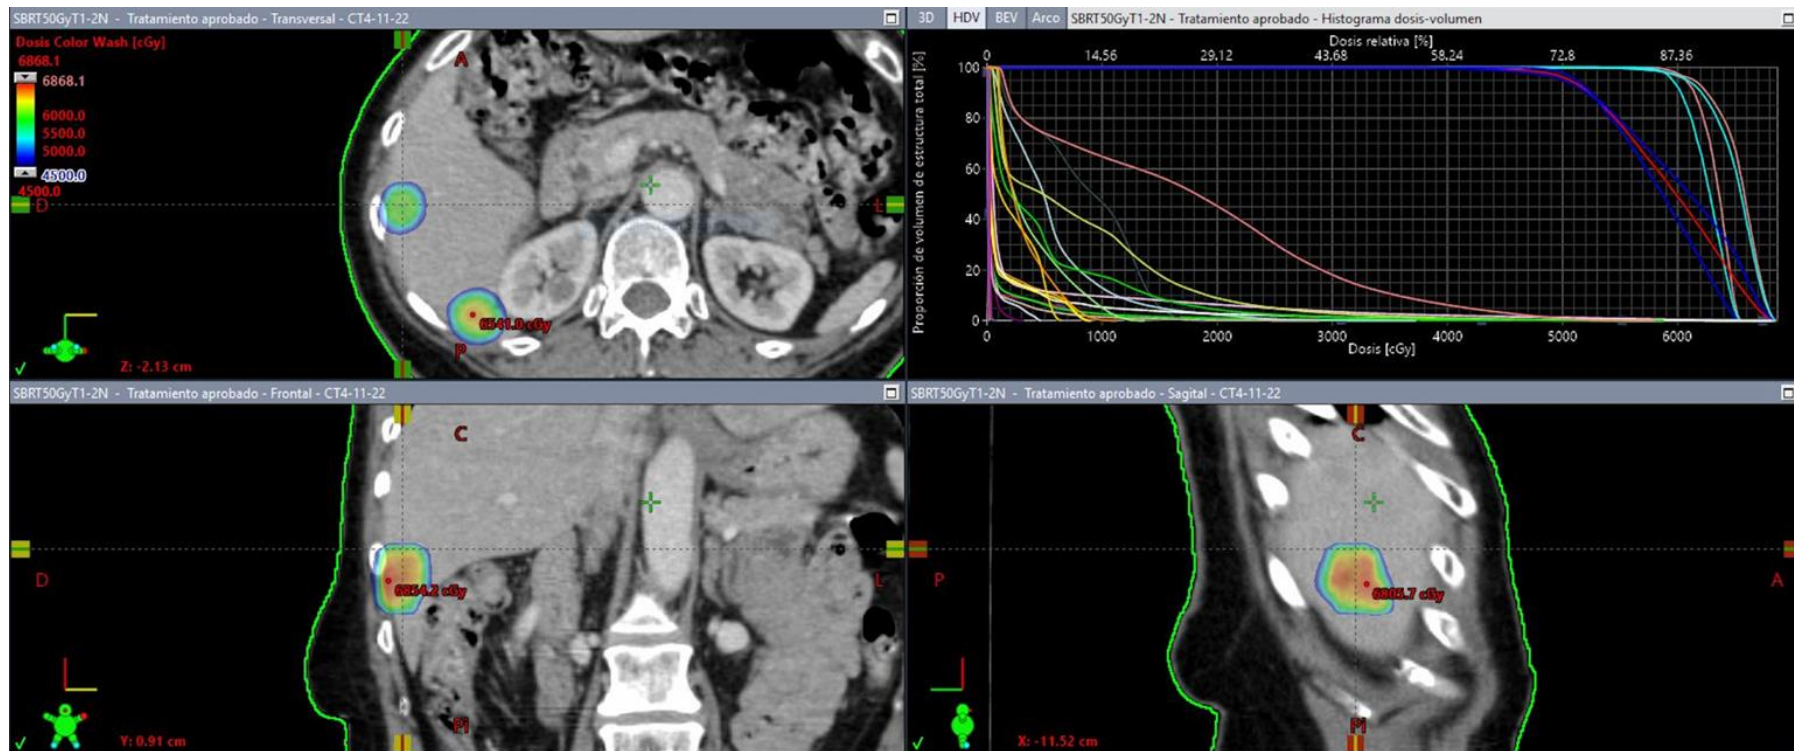 SBRT50GyT1-2N - Tratamiento aprobado - Transversal - CT4-11-22
Dosis Color Wash [cGy]
6868.1
6868.1
6000.0
5500.0
5000.0
4500.0
4500.0
A
D
L
6541.0 cGy
P
Z: -2.13 cm
3D HDV BEV Arco SBRT50GyT1-2N - Tratamiento aprobado - Histograma dosis-volumen
Dosis relativa [%]
0 14.56 29.12 43.68 58.24 72.8 87.36
Proporción de volumen de estructura total [%]
100
80
60
40
20
0
0 1000 2000 3000 4000 5000 6000
Dosis [cGy]
SBRT50GyT1-2N - Tratamiento aprobado - Frontal - CT4-11-22
C
D
L
6854.2 cGy
Pi
Y: 0.91 cm
SBRT50GyT1-2N - Tratamiento aprobado - Sagital - CT4-11-22
C
P
A
6805.7 cGy
Pi
X: -11.52 cm